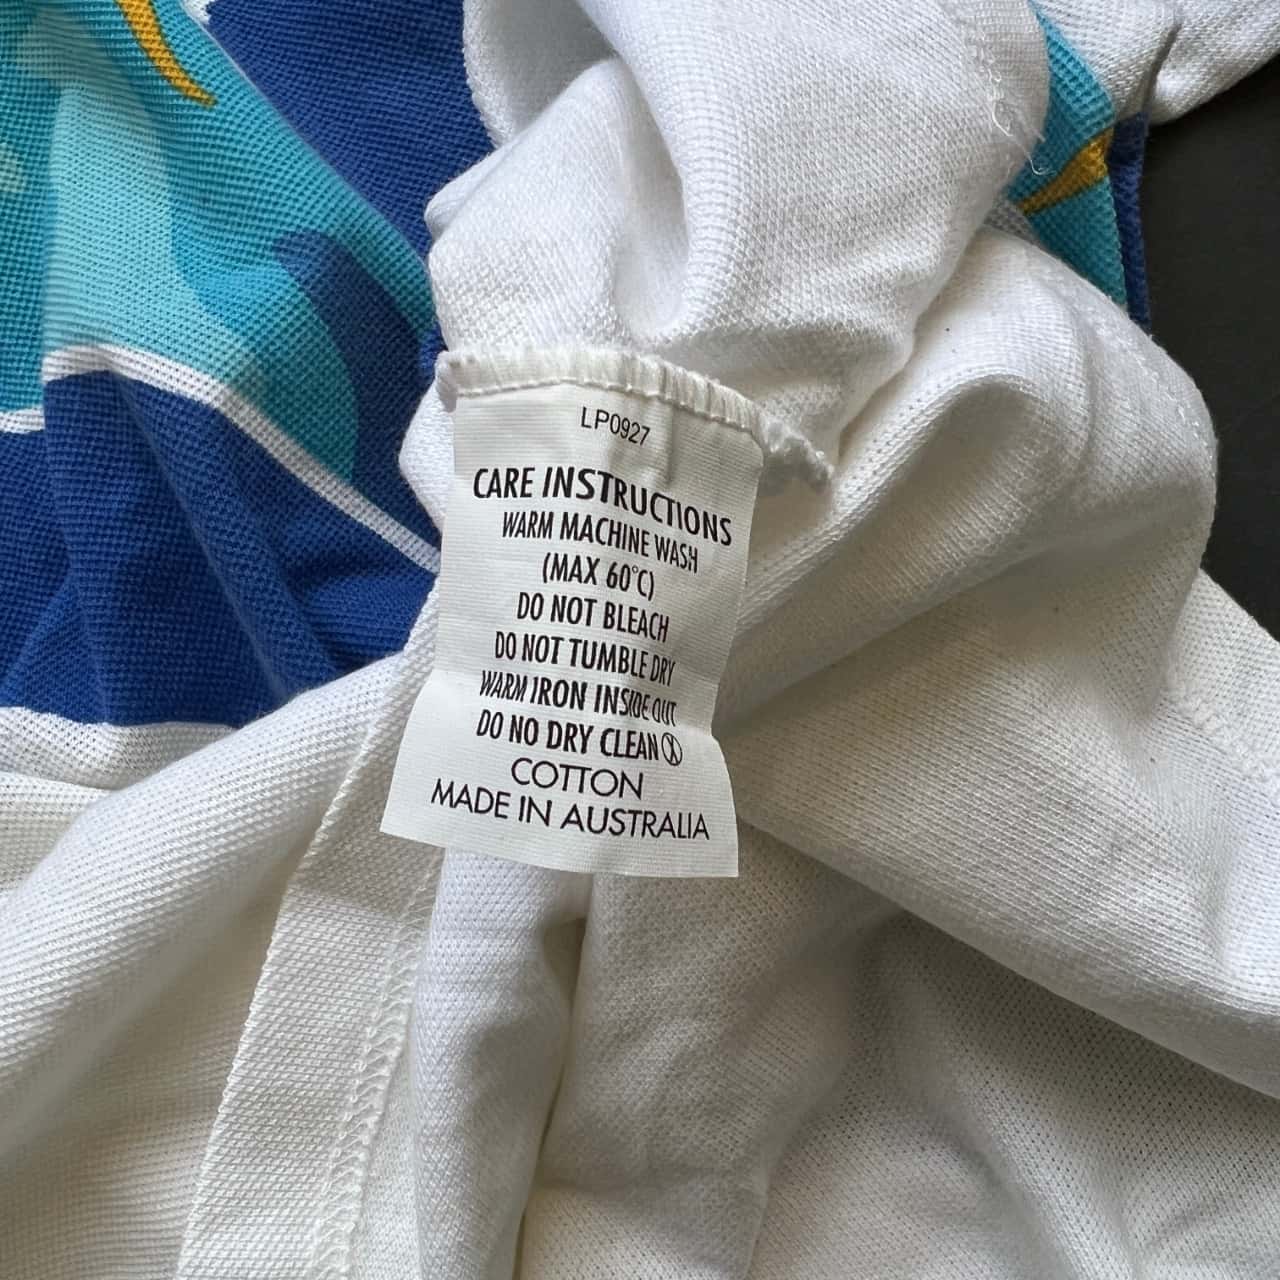 LP0927
CARE INSTRUCTIONS
WARM MACHINE WASH
(MAX 60°C)
DO NOT BLEACH
DO NOT TUMBLE DRY
WARM IRON INSIDE OUT
DO NO DRY CLEAN
COTTON
MADE IN AUSTRALIA